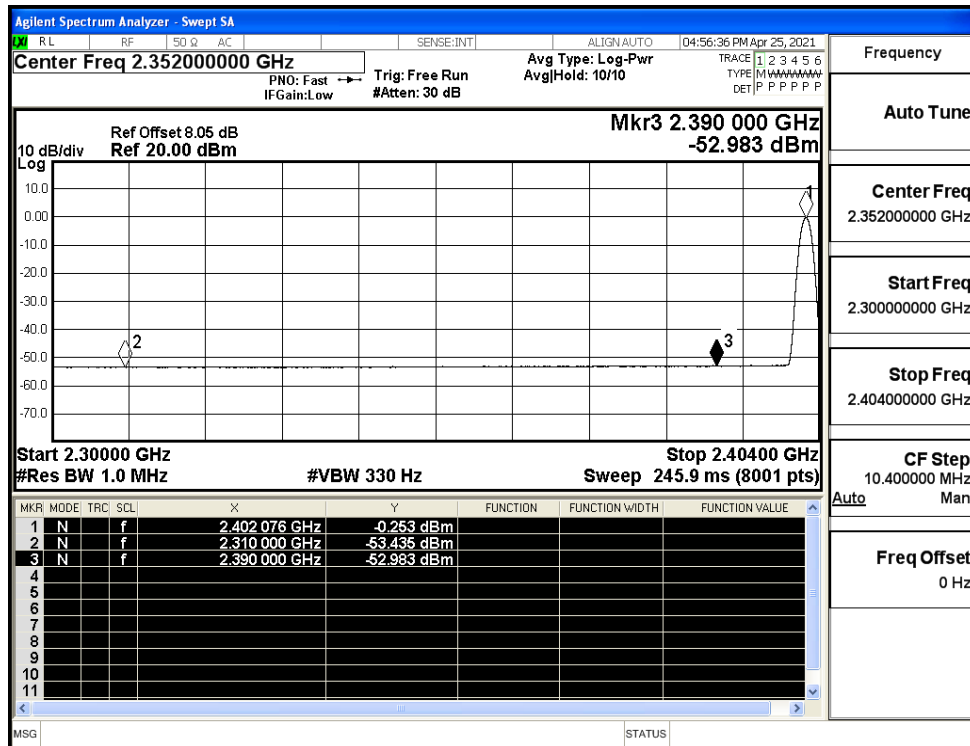 Agilent Spectrum Analyzer - Swept SA
LXI RL RF 50 Ω AC SENSE:INT ALIGN AUTO 04:56:36 PM Apr 25, 2021
Center Freq 2.352000000 GHz
PNO: Fast Trig: Free Run
IFGain:Low #Atten: 30 dB
Avg Type: Log-Pwr
Avg|Hold: 10/10
TRACE 1 2 3 4 5 6
TYPE M W W W W W
DET P P P P P P
Mkr3 2.390 000 GHz
-52.983 dBm
Ref Offset 8.05 dB
10 dB/div Ref 20.00 dBm
Log
10.0
0.00
-10.0
-20.0
-30.0
-40.0
-50.0
-60.0
-70.0
1
2
3
Start 2.30000 GHz Stop 2.40400 GHz
#Res BW 1.0 MHz #VBW 330 Hz Sweep 245.9 ms (8001 pts)
MKR MODE TRC SCL X Y FUNCTION FUNCTION WIDTH FUNCTION VALUE
1 N f 2.402 076 GHz -0.253 dBm
2 N f 2.310 000 GHz -53.435 dBm
3 N f 2.390 000 GHz -52.983 dBm
4
5
6
7
8
9
10
11
MSG STATUS
Frequency
Auto Tune
Center Freq
2.352000000 GHz
Start Freq
2.300000000 GHz
Stop Freq
2.404000000 GHz
CF Step
10.400000 MHz
Auto Man
Freq Offset
0 Hz